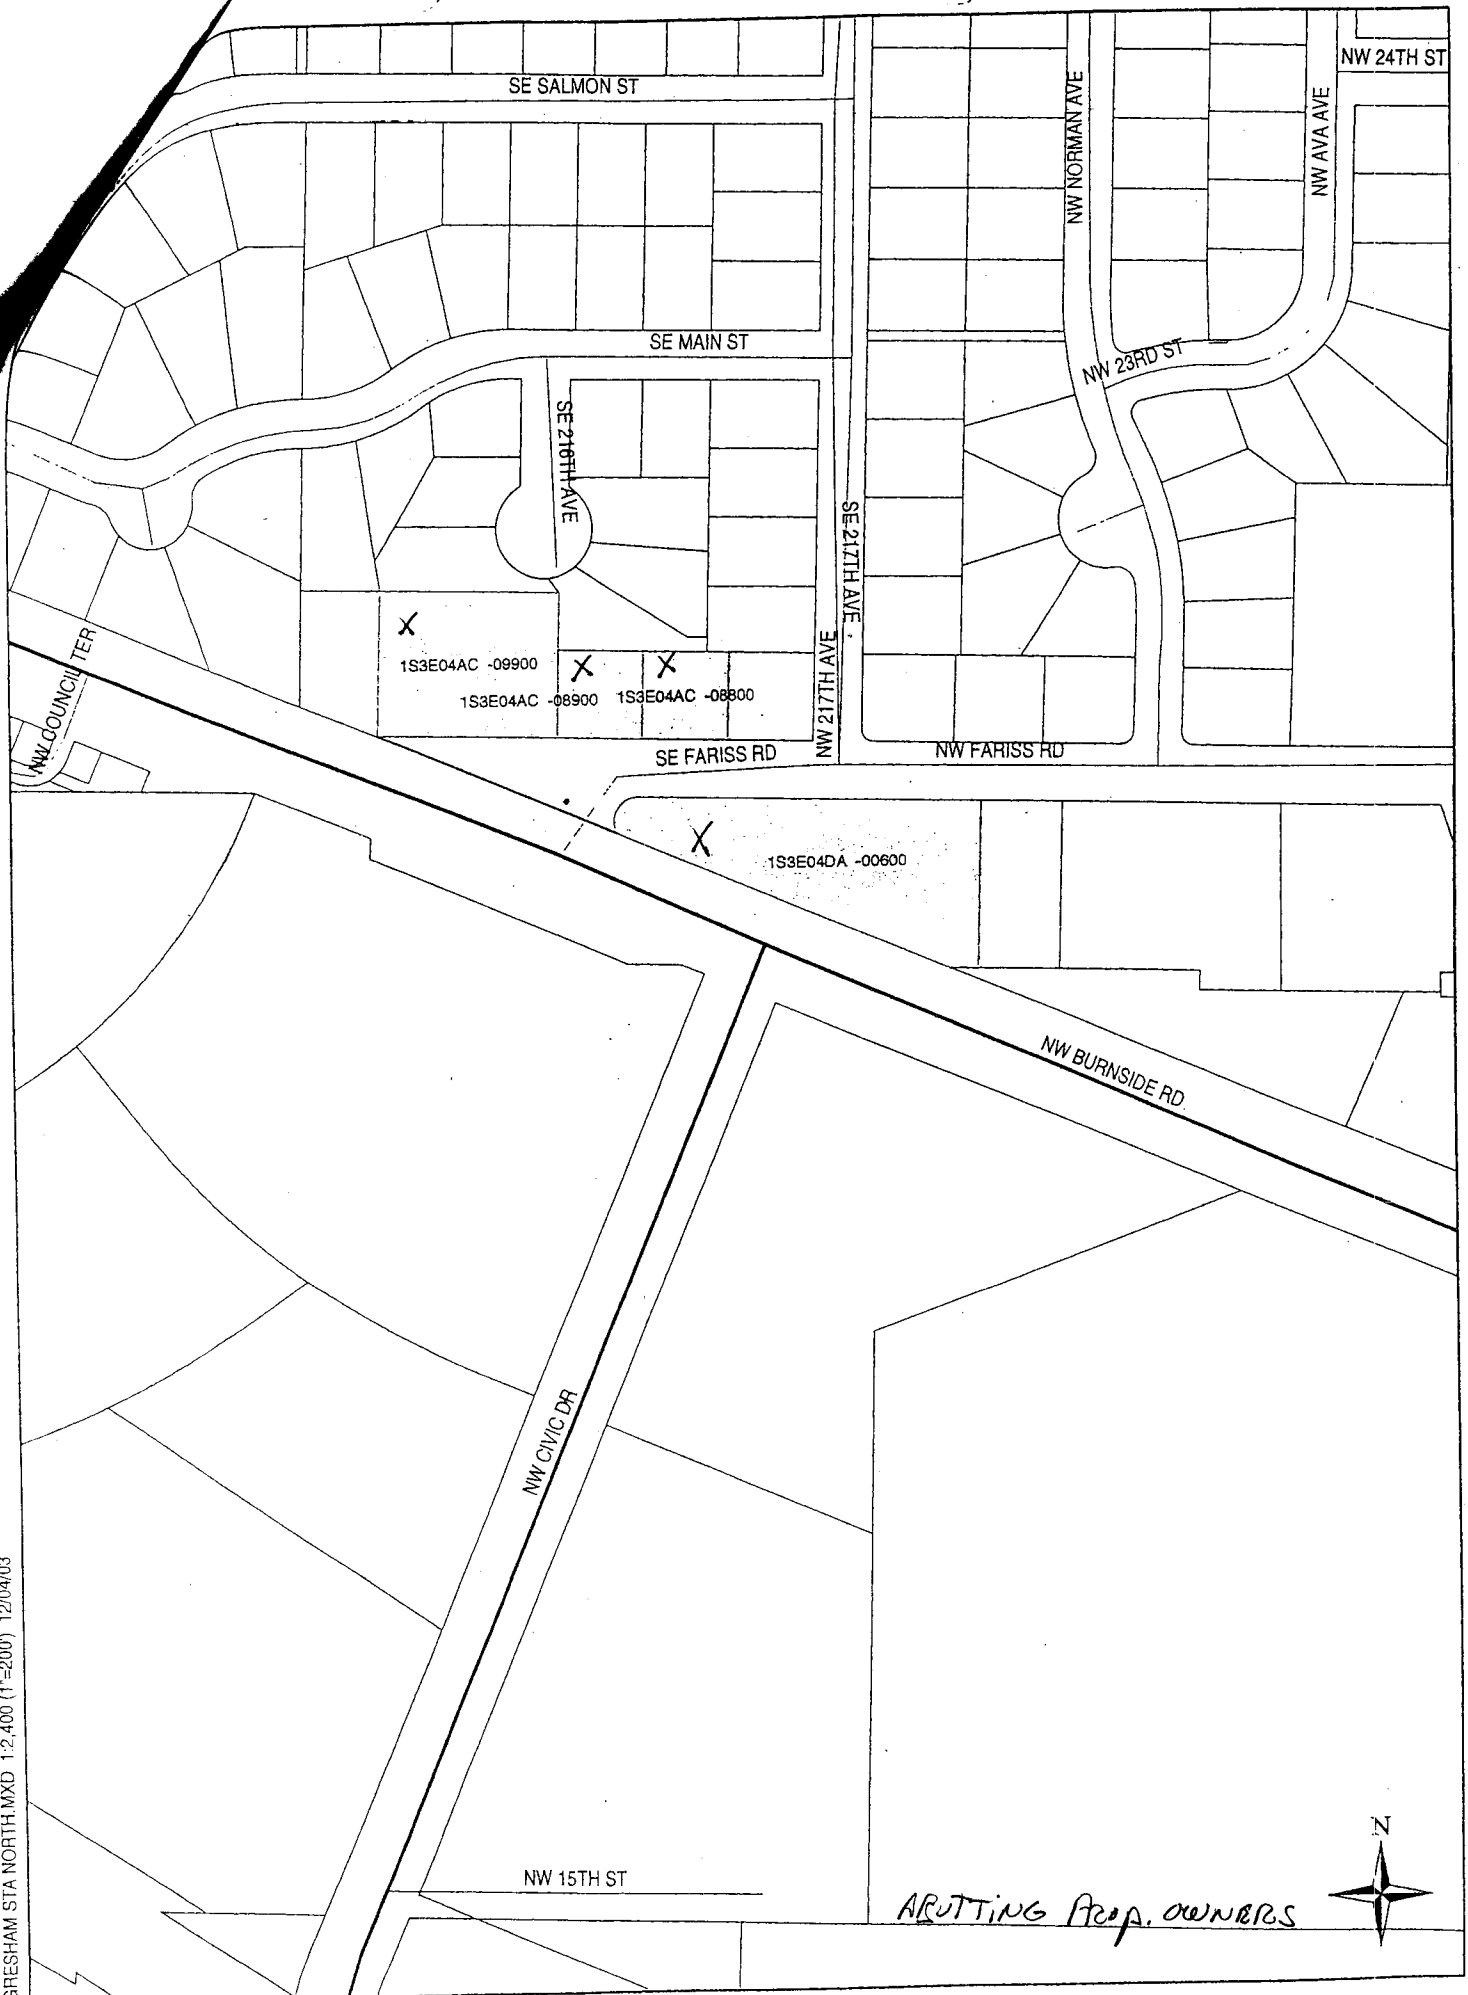 NW 24TH ST
SE SALMON ST
NW NORMAN AVE
NW AVA AVE
SE MAIN ST
NW 23RD ST
SE 216TH AVE
SE 217TH AVE
X
1S3E04AC -09900
X
X
1S3E04AC -08900
1S3E04AC -08800
NW 217TH AVE
NW COUNCIL TER
SE FARISS RD
NW FARISS RD
X
1S3E04DA -00600
NW BURNSIDE RD
NW CIVIC DR
GRESHAM STA NORTH.MXD 1:2,400 (1"=200') 12/04/03
NW 15TH ST
N
ABUTTING PROP. OWNERS